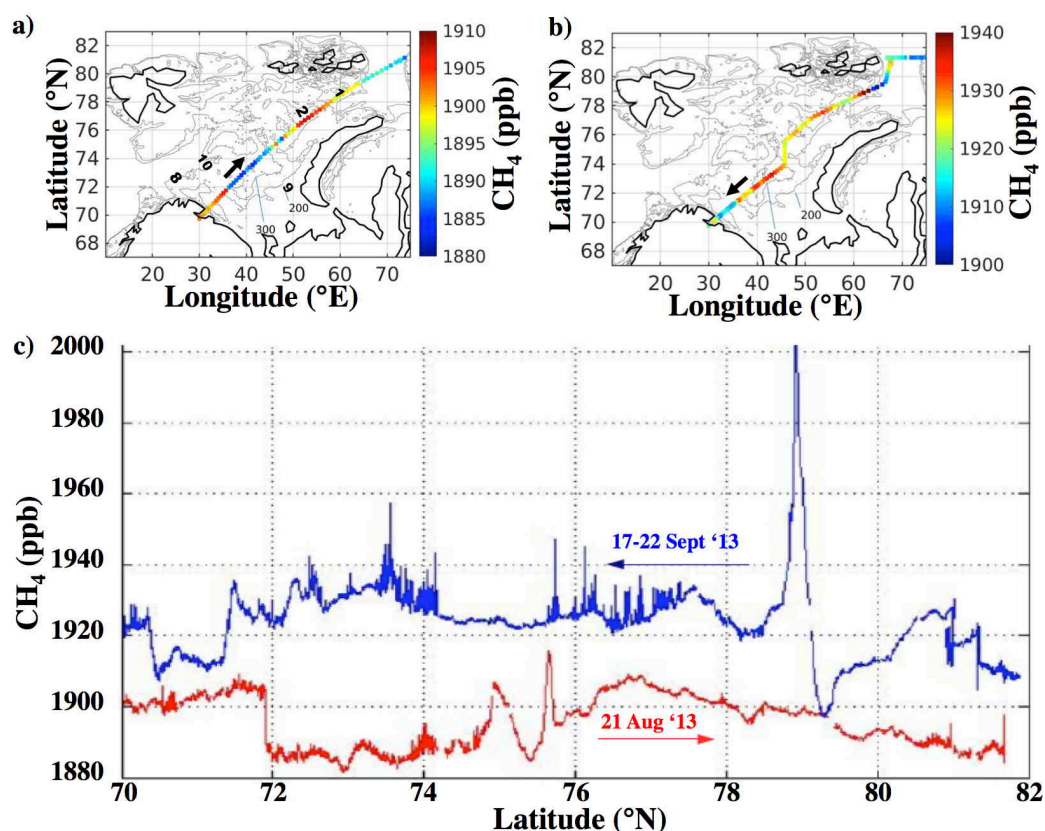 a)
b)
82
80
78
76
74
72
70
68
Latitude (°N)
20 30 40 50 60 70
Longitude (°E)
1
2
10
8
9
200
300
1910
1905
1900
1895
1890
1885
1880
CH4 (ppb)
82
80
78
76
74
72
70
68
Latitude (°N)
20 30 40 50 60 70
Longitude (°E)
200
300
1940
1930
1920
1910
1900
CH4 (ppb)
c)
2000
1980
1960
1940
1920
1900
1880
CH4 (ppb)
17-22 Sept ‘13
21 Aug ‘13
70 72 74 76 78 80 82
Latitude (°N)